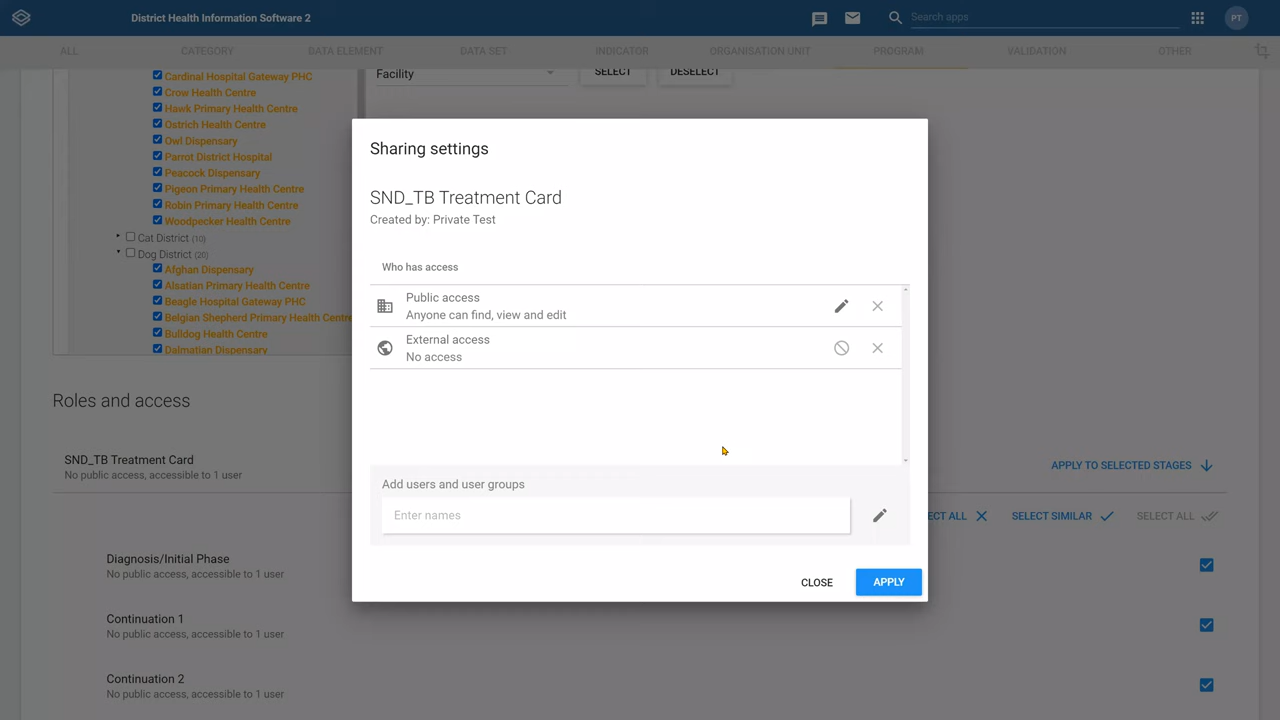 District Health Information Software 2
Search apps
PT
ALL CATEGORY DATA ELEMENT DATA SET INDICATOR ORGANISATION UNIT PROGRAM VALIDATION OTHER
Cardinal Hospital Gateway PHC
Crow Health Centre
Hawk Primary Health Centre
Ostrich Health Centre
Owl Dispensary
Parrot District Hospital
Peacock Dispensary
Pigeon Primary Health Centre
Robin Primary Health Centre
Woodpecker Health Centre
Cat District (10)
Dog District (20)
Afghan Dispensary
Alsatian Primary Health Centre
Beagle Hospital Gateway PHC
Belgian Shepherd Primary Health Centre
Bulldog Health Centre
Dalmatian Dispensary
Facility
SELECT
DESELECT
Sharing settings
SND_TB Treatment Card
Created by: Private Test
Who has access
Public access
Anyone can find, view and edit
External access
No access
Add users and user groups
Enter names
CLOSE
APPLY
Roles and access
SND_TB Treatment Card
No public access, accessible to 1 user
APPLY TO SELECTED STAGES
ECT ALL
SELECT SIMILAR
SELECT ALL
Diagnosis/Initial Phase
No public access, accessible to 1 user
Continuation 1
No public access, accessible to 1 user
Continuation 2
No public access, accessible to 1 user